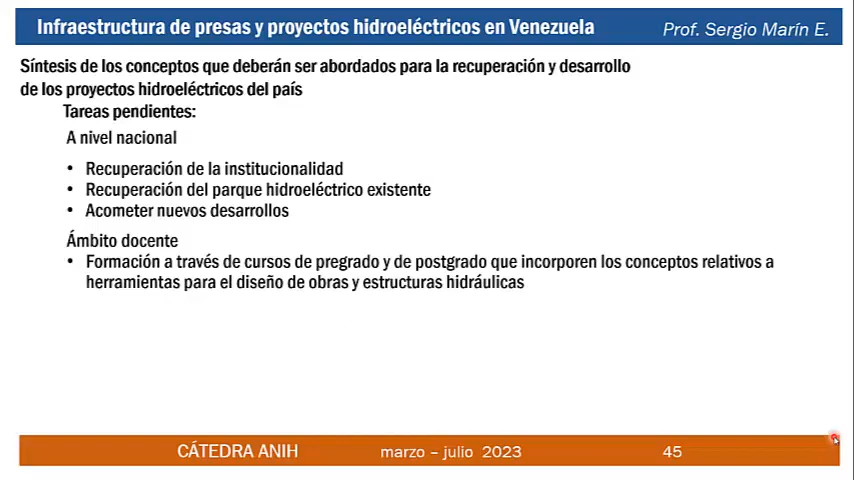 Infraestructura de presas y proyectos hidroeléctricos en Venezuela
Prof. Sergio Marín E.
Síntesis de los conceptos que deberán ser abordados para la recuperación y desarrollo
de los proyectos hidroeléctricos del país
Tareas pendientes:
A nivel nacional
• Recuperación de la institucionalidad
• Recuperación del parque hidroeléctrico existente
• Acometer nuevos desarrollos
Ámbito docente
• Formación a través de cursos de pregrado y de postgrado que incorporen los conceptos relativos a
herramientas para el diseño de obras y estructuras hidráulicas
CÁTEDRA ANIH marzo – julio 2023 45